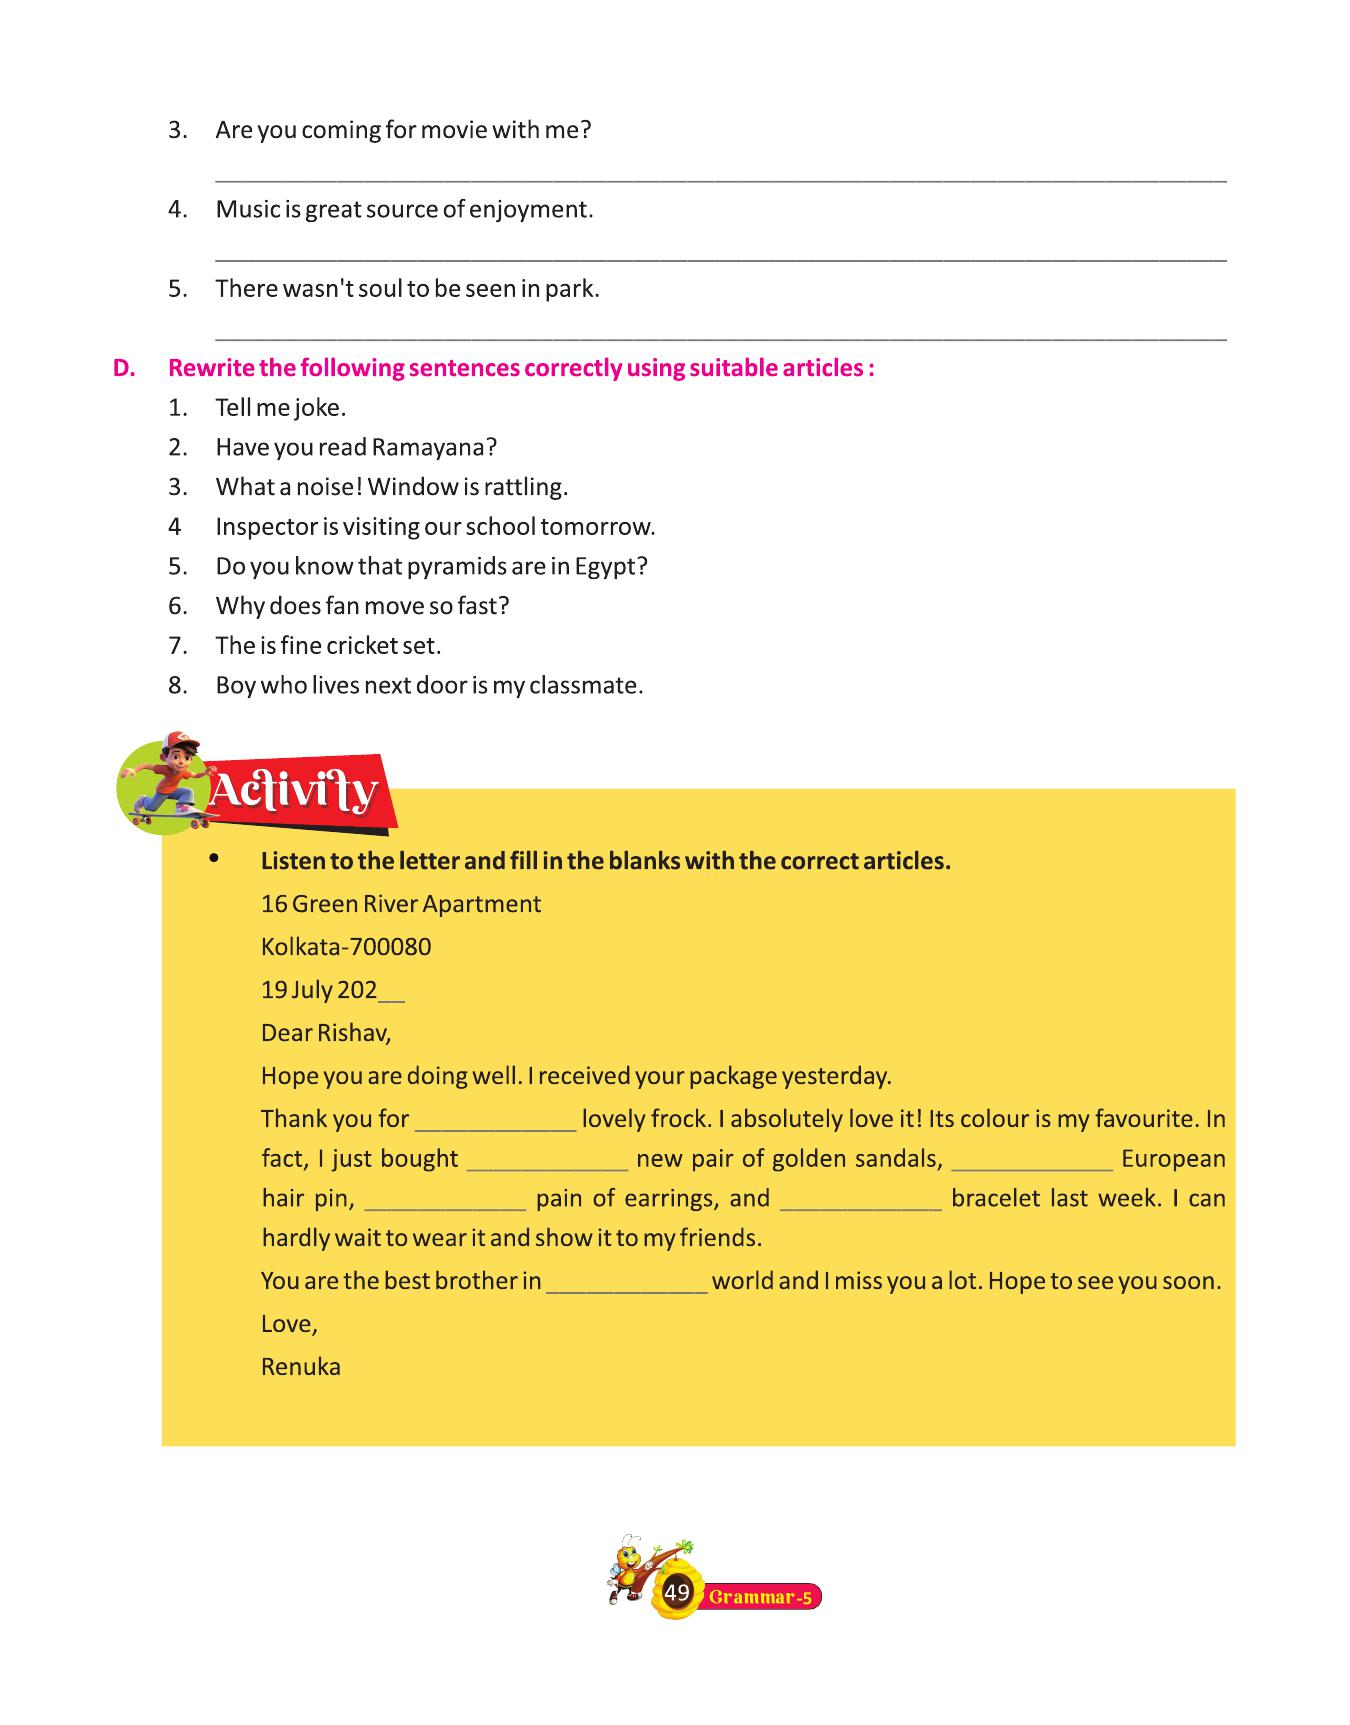 3. Are you coming for movie with me?
4. Music is great source of enjoyment.
5. There wasn't soul to be seen in park.
D. Rewrite the following sentences correctly using suitable articles :
1. Tell me joke.
2. Have you read Ramayana?
3. What a noise! Window is rattling.
4 Inspector is visiting our school tomorrow.
5. Do you know that pyramids are in Egypt?
6. Why does fan move so fast?
7. The is fine cricket set.
8. Boy who lives next door is my classmate.
Activity
• Listen to the letter and fill in the blanks with the correct articles.
16 Green River Apartment
Kolkata-700080
19 July 202__
Dear Rishav,
Hope you are doing well. I received your package yesterday.
Thank you for ____________ lovely frock. I absolutely love it! Its colour is my favourite. In
fact, I just bought ____________ new pair of golden sandals, ____________ European
hair pin, ____________ pain of earrings, and ____________ bracelet last week. I can
hardly wait to wear it and show it to my friends.
You are the best brother in ____________ world and I miss you a lot. Hope to see you soon.
Love,
Renuka
49 Grammar-5